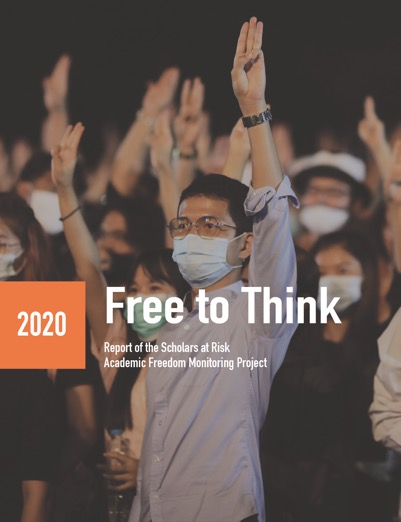 2020
Free to Think
Report of the Scholars at Risk
Academic Freedom Monitoring Project